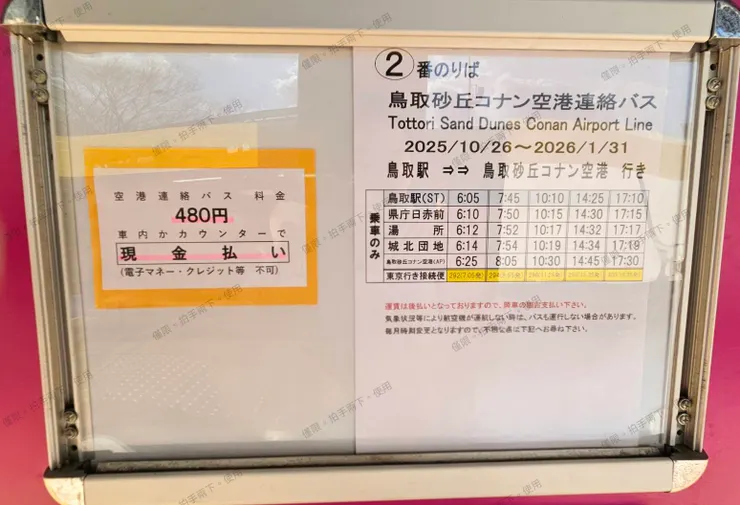 空港連絡バス 料金
480円
車内かカウンターで
現金払い
(電子マネー・クレジット等 不可)
②番のりば
鳥取砂丘コナン空港連絡バス
Tottori Sand Dunes Conan Airport Line
2025/10/26～2026/1/31
鳥取駅 ⇒⇒ 鳥取砂丘コナン空港 行き
乗車のみ
鳥取駅(ST) 6:05 7:45 10:10 14:25 17:10
県庁日赤前 6:10 7:50 10:15 14:30 17:15
湯所 6:12 7:52 10:17 14:32 17:17
城北団地 6:14 7:54 10:19 14:34 17:19
鳥取砂丘コナン空港(AP) 6:25 8:05 10:30 14:45 17:30
東京行き接続便
運賃は後払いとなっておりますので、降車の際お支払い下さい。
気象状況等により航空機が運航しない時は、バスも運行しない場合があります。
毎月時刻変更となりますので、不明な点は下記へお尋ね下さい。
僅限・拍手廊下・使用